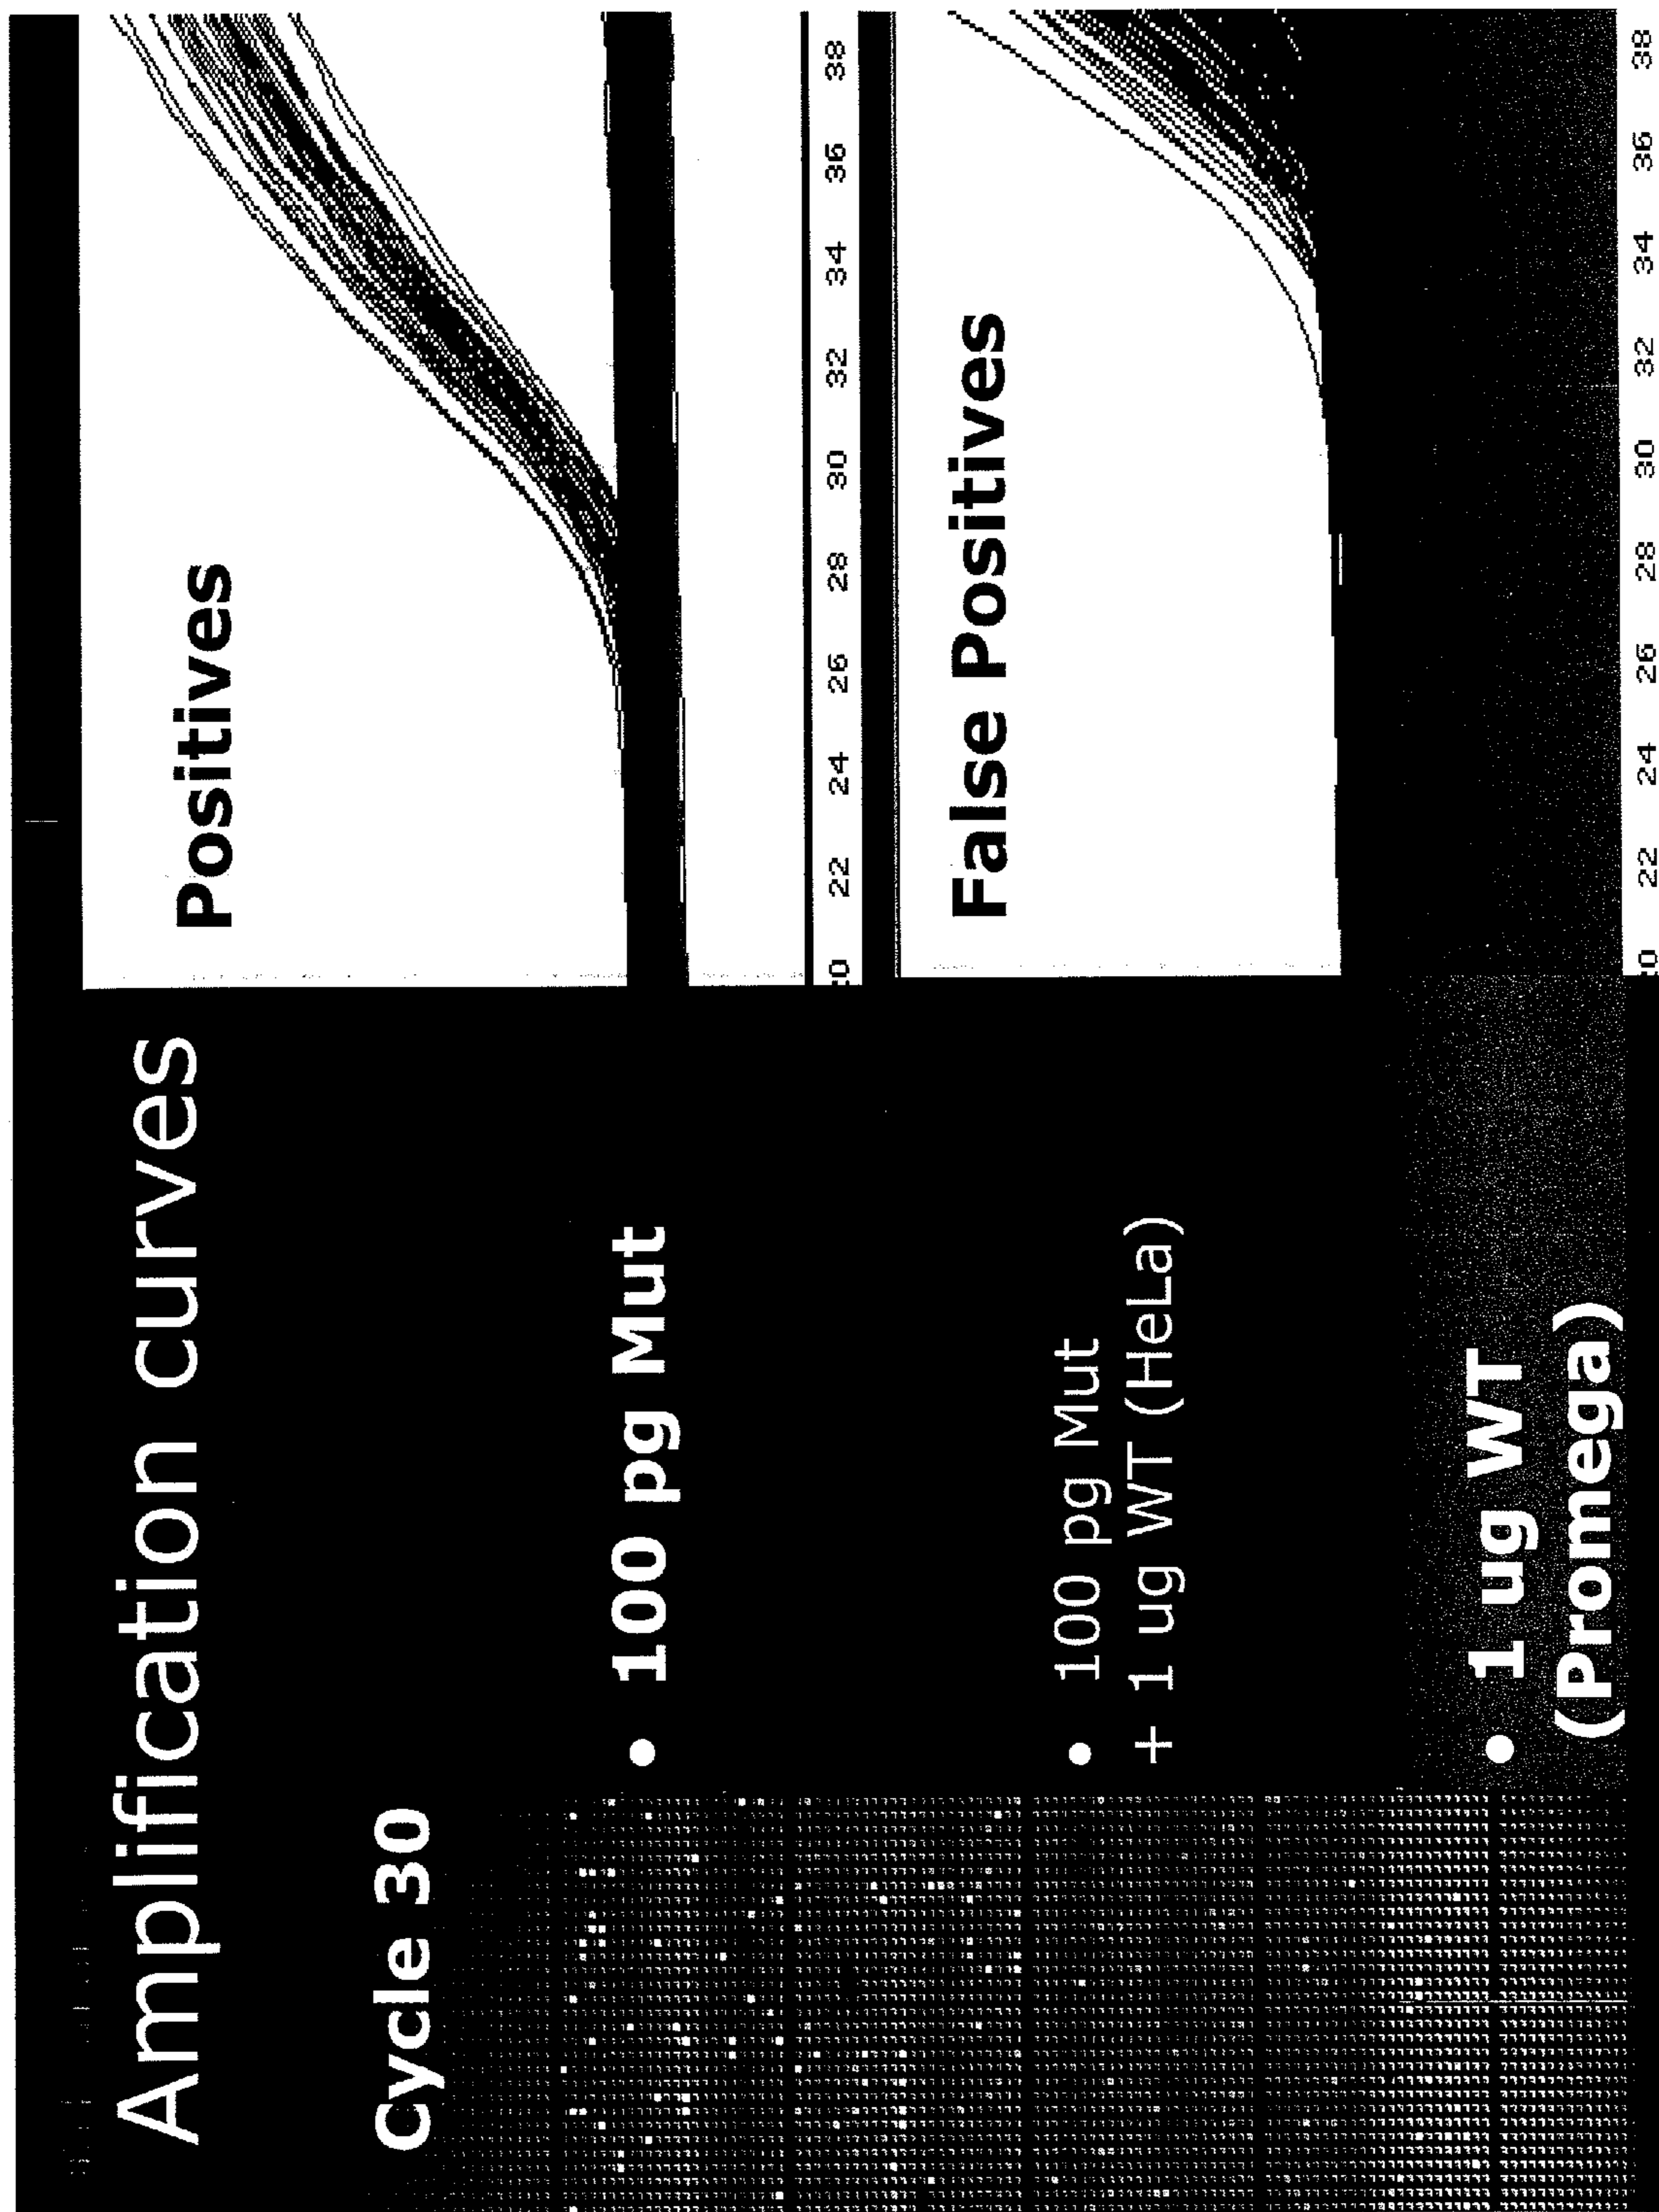 Amplification curves
Cycle 30
• 100 pg Mut
• 100 pg Mut
+ 1 ug WT (HeLa)
• 1 ug WT
(Promega)
Positives
22 24 26 28 30 32 34 36 38
False Positives
22 24 26 28 30 32 34 36 38